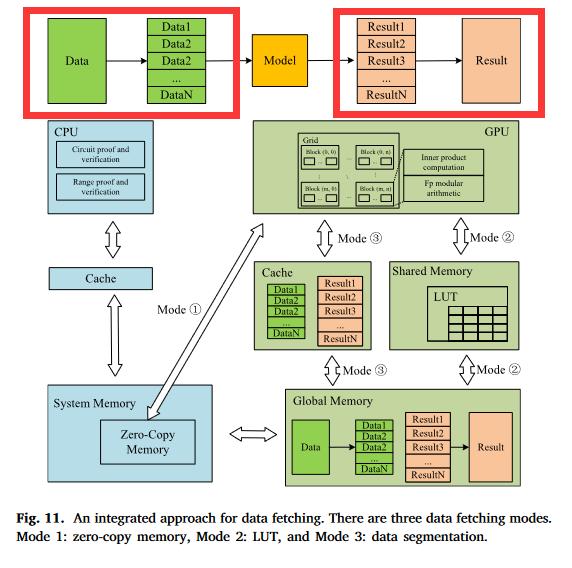 Data
Data1
Data2
Data2
...
DataN
Model
Result1
Result2
Result3
...
ResultN
Result
CPU
Circuit proof and
verification
Range proof and
verification
GPU
Grid
Block (0, 0)
...
...
Block (0, n)
...
...
...
Block (m, 0)
...
...
Block (m, n)
...
Inner product
computation
Fp modular
arithmetic
Mode ③
Mode ②
Cache
Mode ①
Cache
Data1
Data2
Data2
...
DataN
Result1
Result2
Result3
...
ResultN
Shared Memory
LUT
Mode ③
Mode ②
System Memory
Zero-Copy
Memory
Global Memory
Data
Data1
Data2
Data2
...
DataN
Result1
Result2
Result3
...
ResultN
Result
Fig. 11. An integrated approach for data fetching. There are three data fetching modes.
Mode 1: zero-copy memory, Mode 2: LUT, and Mode 3: data segmentation.